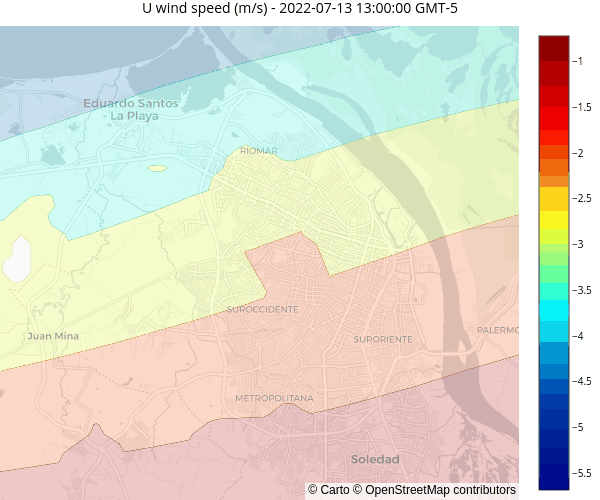 U wind speed (m/s) - 2022-07-13 13:00:00 GMT-5
Eduardo Santos
- La Playa
RIOMAR
SUROCCIDENTE
Juan Mina
SURORIENTE
PALERMO
METROPOLITANA
Soledad
© Carto © OpenStreetMap contributors
−1
−1.5
−2
−2.5
−3
−3.5
−4
−4.5
−5
−5.5